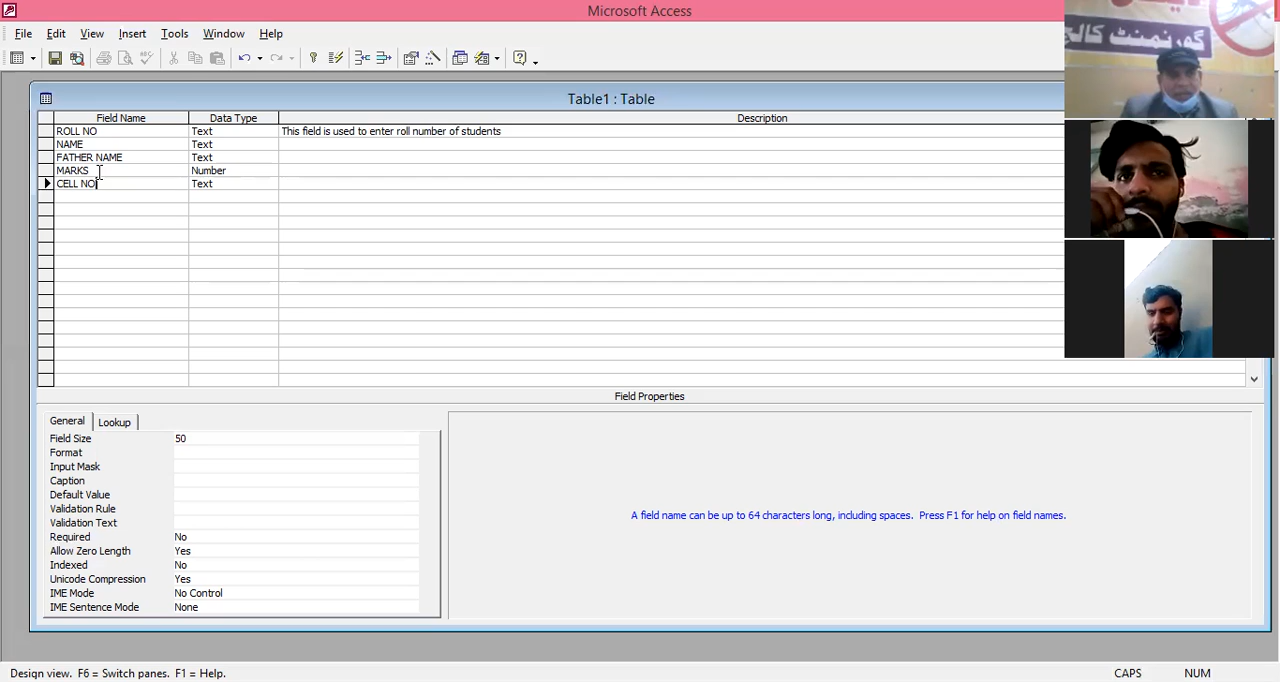 Microsoft Access
File Edit View Insert Tools Window Help
Table1 : Table
Field Name Data Type Description
ROLL NO Text This field is used to enter roll number of students
NAME Text
FATHER NAME Text
MARKS Number
CELL NO Text
Field Properties
General Lookup
Field Size 50
Format
Input Mask
Caption
Default Value
Validation Rule
Validation Text
Required No
Allow Zero Length Yes
Indexed No
Unicode Compression Yes
IME Mode No Control
IME Sentence Mode None
A field name can be up to 64 characters long, including spaces. Press F1 for help on field names.
Design view. F6 = Switch panes. F1 = Help. CAPS NUM
گورنمنٹ کالج